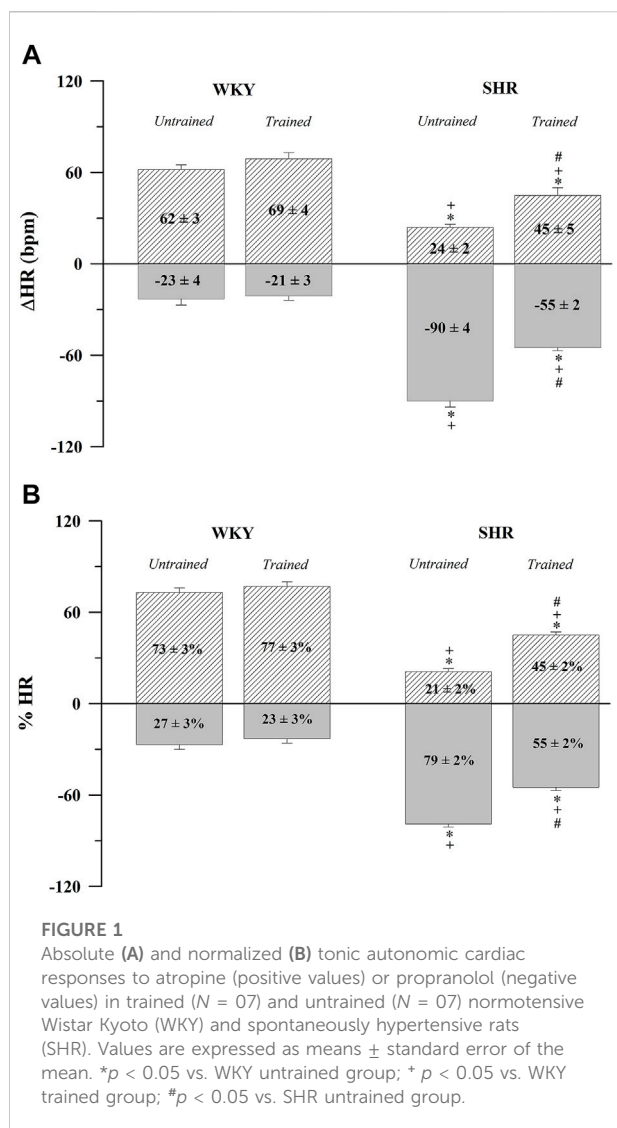 A
120
WKY
SHR
Untrained
Trained
Untrained
Trained
#
+
*
60
+
*
62 ± 3
69 ± 4
24 ± 2
45 ± 5
ΔHR (bpm)
0
-23 ± 4
-21 ± 3
-90 ± 4
-55 ± 2
-60
*
+
#
*
+
-120
B
120
WKY
SHR
Untrained
Trained
Untrained
Trained
#
+
*
60
+
*
73 ± 3%
77 ± 3%
21 ± 2%
45 ± 2%
% HR
0
27 ± 3%
23 ± 3%
79 ± 2%
55 ± 2%
-60
*
+
#
*
+
-120
FIGURE 1
Absolute (A) and normalized (B) tonic autonomic cardiac
responses to atropine (positive values) or propranolol (negative
values) in trained (N = 07) and untrained (N = 07) normotensive
Wistar Kyoto (WKY) and spontaneously hypertensive rats
(SHR). Values are expressed as means ± standard error of the
mean. *p < 0.05 vs. WKY untrained group; + p < 0.05 vs. WKY
trained group; #p < 0.05 vs. SHR untrained group.